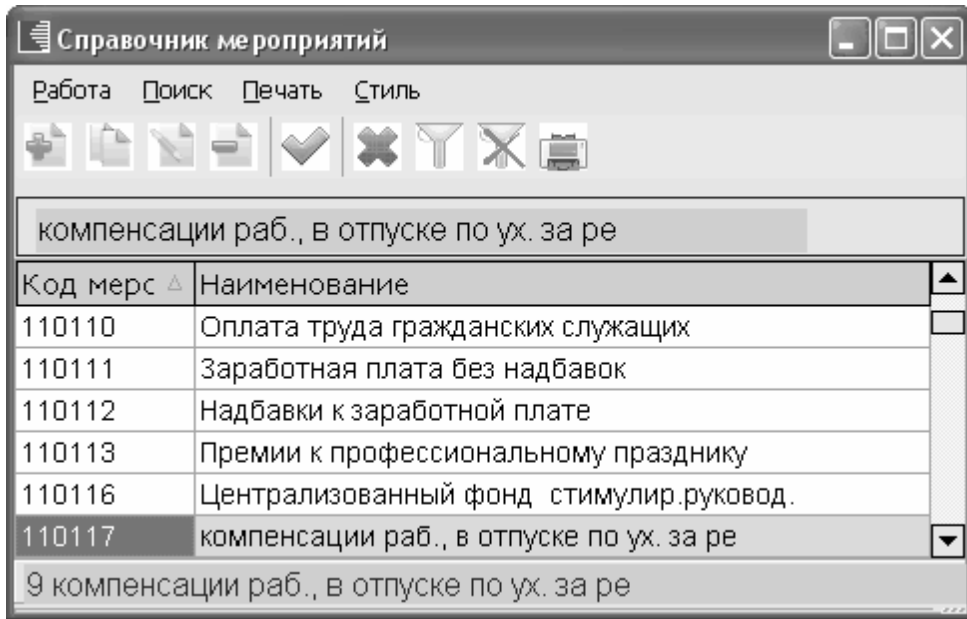 Справочник мероприятий
Работа Поиск Печать Стиль
компенсации раб., в отпуске по ух. за ре
Код мерс Наименование
110110 Оплата труда гражданских служащих
110111 Заработная плата без надбавок
110112 Надбавки к заработной плате
110113 Премии к профессиональному празднику
110116 Централизованный фонд стимулир.руковод.
110117 компенсации раб., в отпуске по ух. за ре
9 компенсации раб., в отпуске по ух. за ре